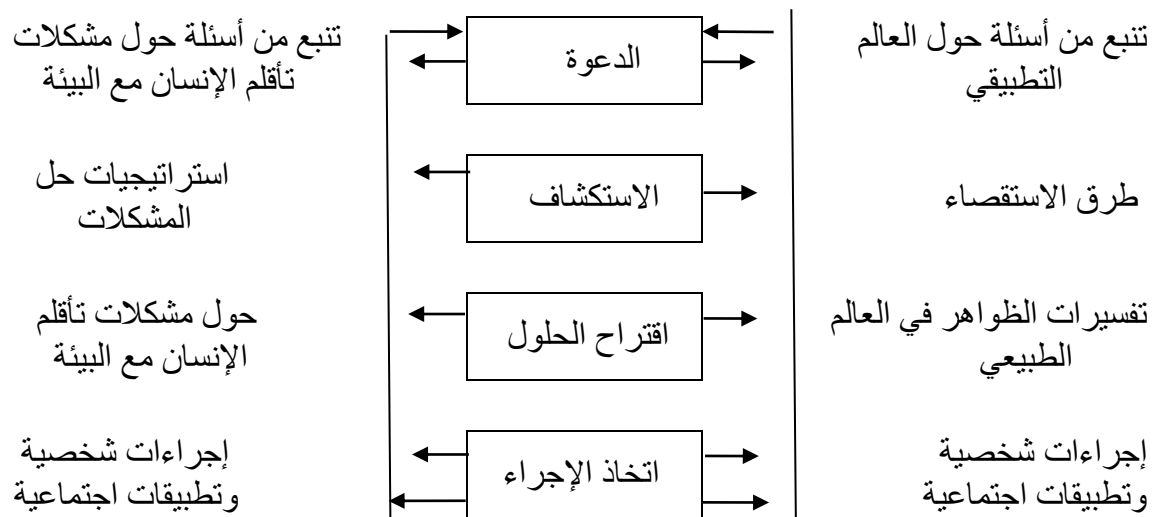 تنبع من أسئلة حول العالم
التطبيقي
الدعوة
تنبع من أسئلة حول مشكلات
تأقلم الإنسان مع البيئة
طرق الاستقصاء
الاستكشاف
استراتيجيات حل
المشكلات
تفسيرات الظواهر في العالم
الطبيعي
اقتراح الحلول
حول مشكلات تأقلم
الإنسان مع البيئة
إجراءات شخصية
وتطبيقات اجتماعية
اتخاذ الإجراء
إجراءات شخصية
وتطبيقات اجتماعية